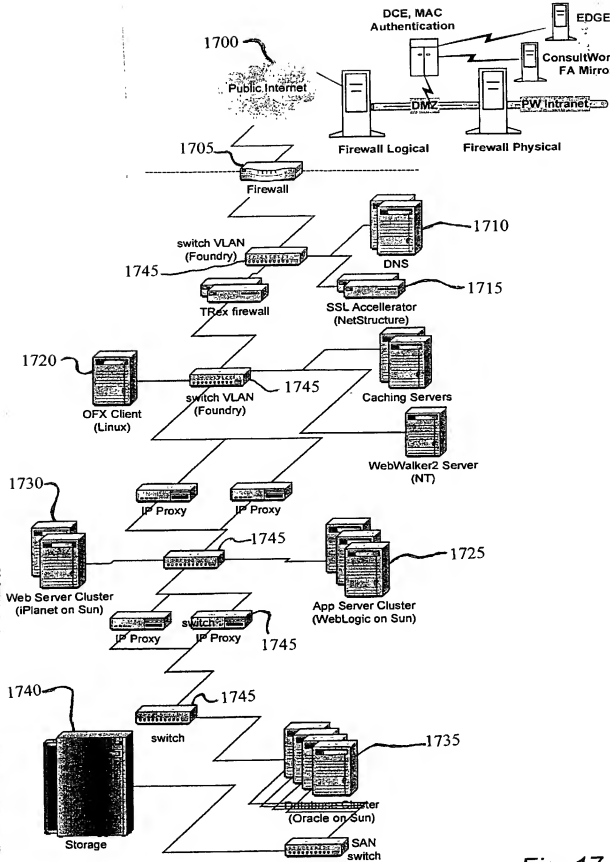 DCE, MAC
Authentication
EDGE
ConsultWor
FA Mirro
1700
Public Internet
DMZ
PW Intranet
Firewall Logical
Firewall Physical
1705
Firewall
switch VLAN
(Foundry)
1745
1710
DNS
TRex firewall
1715
SSL Accellerator
(NetStructure)
1720
OFX Client
(Linux)
1745
switch VLAN
(Foundry)
Caching Servers
WebWalker2 Server
(NT)
IP Proxy
IP Proxy
1730
1745
1725
Web Server Cluster
(iPlanet on Sun)
App Server Cluster
(WebLogic on Sun)
switch
IP Proxy
IP Proxy
1745
1740
1745
switch
1735
Database Cluster
(Oracle on Sun)
Storage
SAN
switch